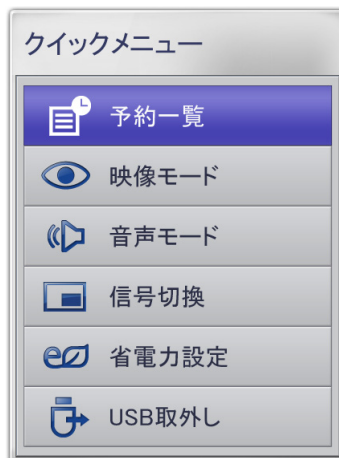 クイックメニュー
予約一覧
映像モード
音声モード
信号切換
省電力設定
USB取外し